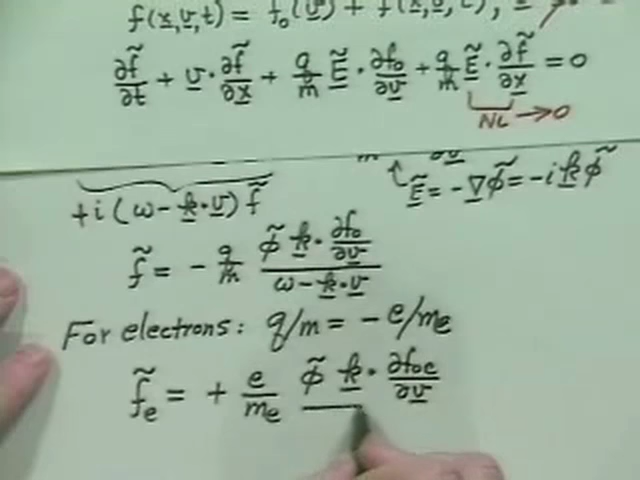 f(x,v,t) = f₀(v) + f̃(x,v,t),
∂f̃/∂t + v·∂f̃/∂x + q/m Ẽ·∂f₀/∂v + q/m Ẽ·∂f̃/∂x = 0
NL → 0
+i(ω-k·v)f̃
Ẽ = -∇φ̃ = -ikφ̃
f̃ = - q/m φ̃ k·∂f₀/∂v / ω-k·v
For electrons: q/m = -e/mₑ
f̃ₑ = + e/mₑ φ̃ k·∂f₀ₑ/∂v